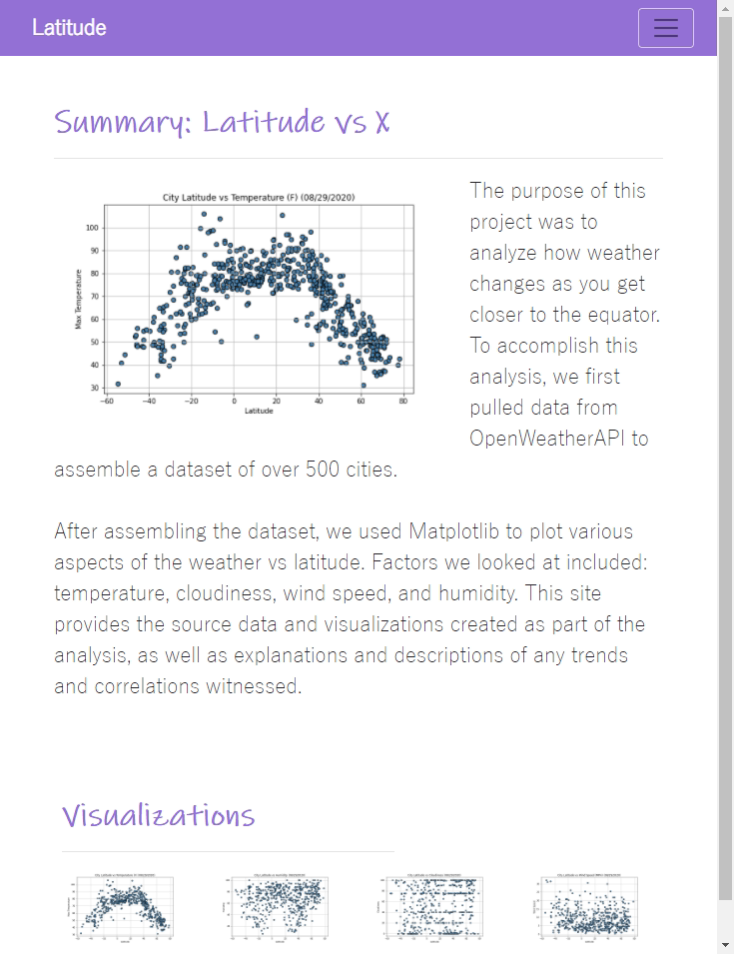 Latitude
Summary: Latitude vs X
City Latitude vs Temperature (F) (08/29/2020)
Max Temperature
100
90
80
70
60
50
40
30
−60
−40
−20
0
20
40
60
80
Latitude
The purpose of this
project was to
analyze how weather
changes as you get
closer to the equator.
To accomplish this
analysis, we first
pulled data from
OpenWeatherAPI to
assemble a dataset of over 500 cities.
After assembling the dataset, we used Matplotlib to plot various
aspects of the weather vs latitude. Factors we looked at included:
temperature, cloudiness, wind speed, and humidity. This site
provides the source data and visualizations created as part of the
analysis, as well as explanations and descriptions of any trends
and correlations witnessed.
Visualizations